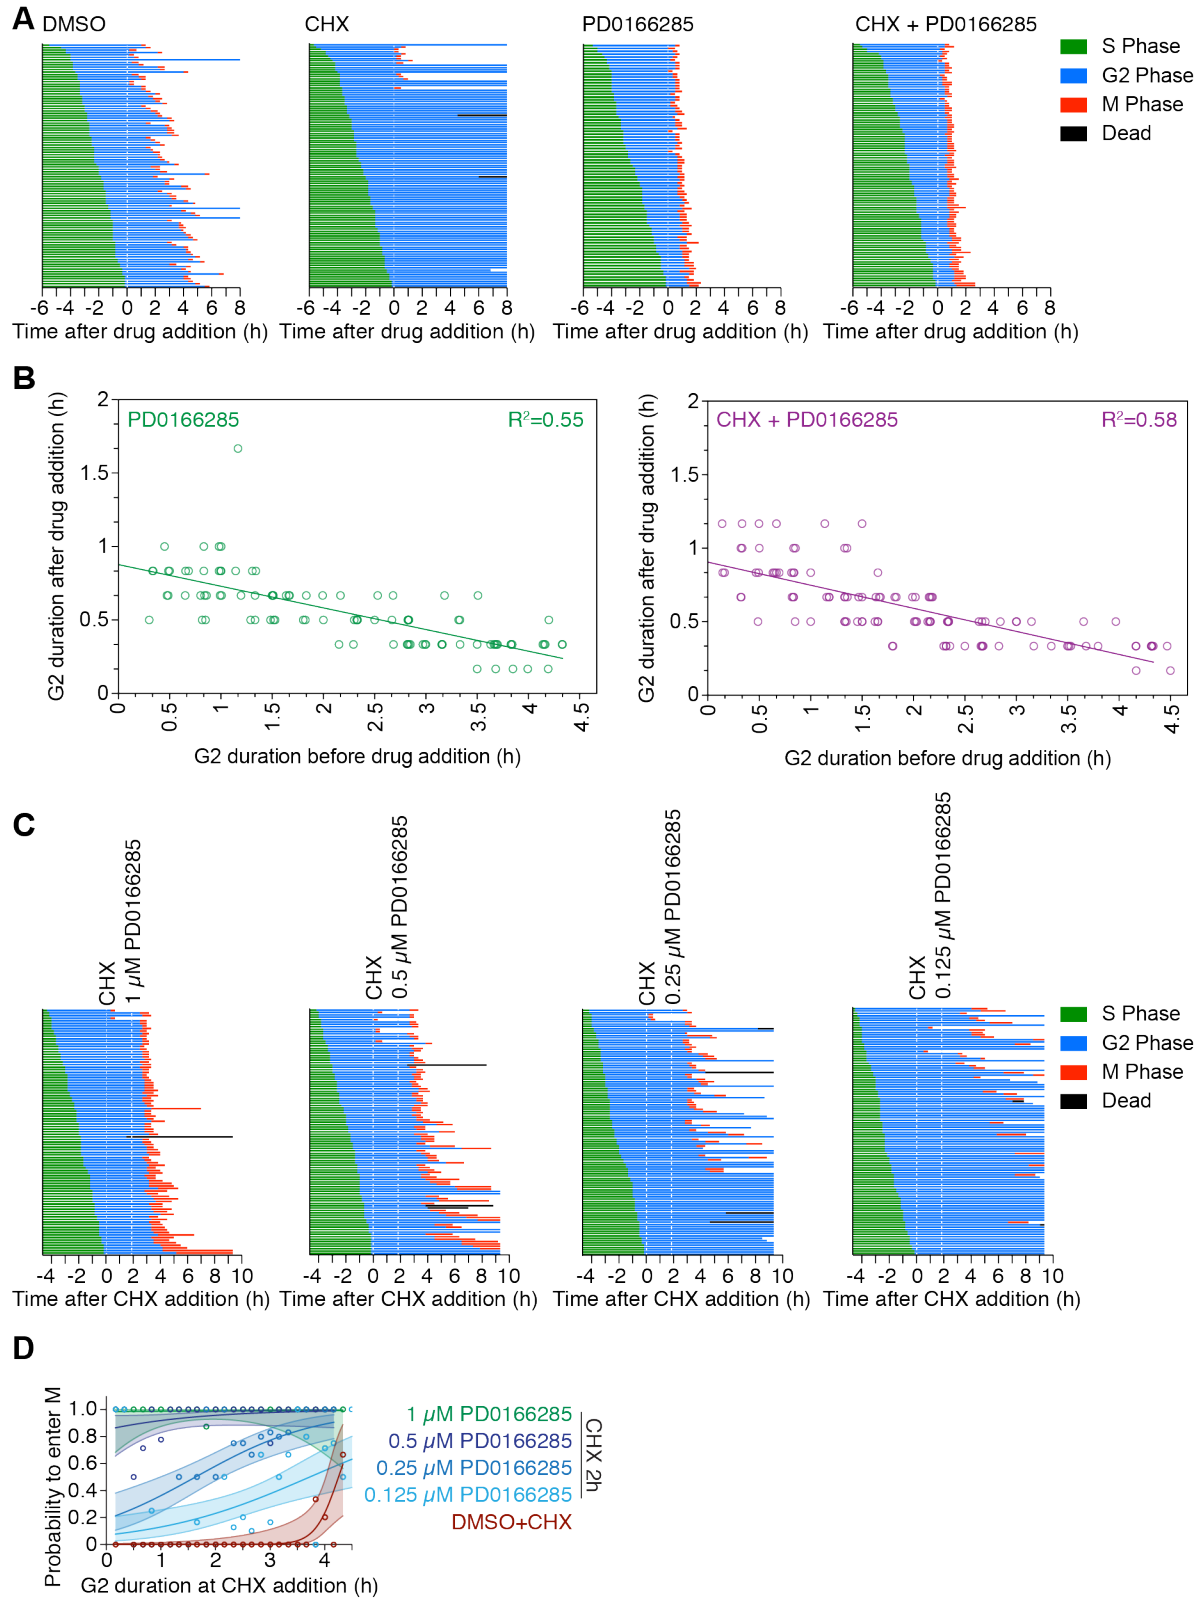 A
DMSO
CHX
PD0166285
CHX + PD0166285
S Phase
G2 Phase
M Phase
Dead
-6 -4 -2 0 2 4 6 8
-6 -4 -2 0 2 4 6 8
-6 -4 -2 0 2 4 6 8
-6 -4 -2 0 2 4 6 8
Time after drug addition (h)
Time after drug addition (h)
Time after drug addition (h)
Time after drug addition (h)
B
G2 duration after drug addition (h)
2
1.5
1
0.5
0
PD0166285
R²=0.55
0 0.5 1 1.5 2 2.5 3 3.5 4 4.5
G2 duration before drug addition (h)
G2 duration after drug addition (h)
2
1.5
1
0.5
0
CHX + PD0166285
R²=0.58
0 0.5 1 1.5 2 2.5 3 3.5 4 4.5
G2 duration before drug addition (h)
C
CHX
1 µM PD0166285
CHX
0.5 µM PD0166285
CHX
0.25 µM PD0166285
CHX
0.125 µM PD0166285
S Phase
G2 Phase
M Phase
Dead
-4 -2 0 2 4 6 8 10
-4 -2 0 2 4 6 8 10
-4 -2 0 2 4 6 8 10
-4 -2 0 2 4 6 8 10
Time after CHX addition (h)
Time after CHX addition (h)
Time after CHX addition (h)
Time after CHX addition (h)
D
Probability to enter M
1.0
0.8
0.6
0.4
0.2
0
0 1 2 3 4
G2 duration at CHX addition (h)
1 µM PD0166285
0.5 µM PD0166285
0.25 µM PD0166285
0.125 µM PD0166285
DMSO+CHX
CHX 2h